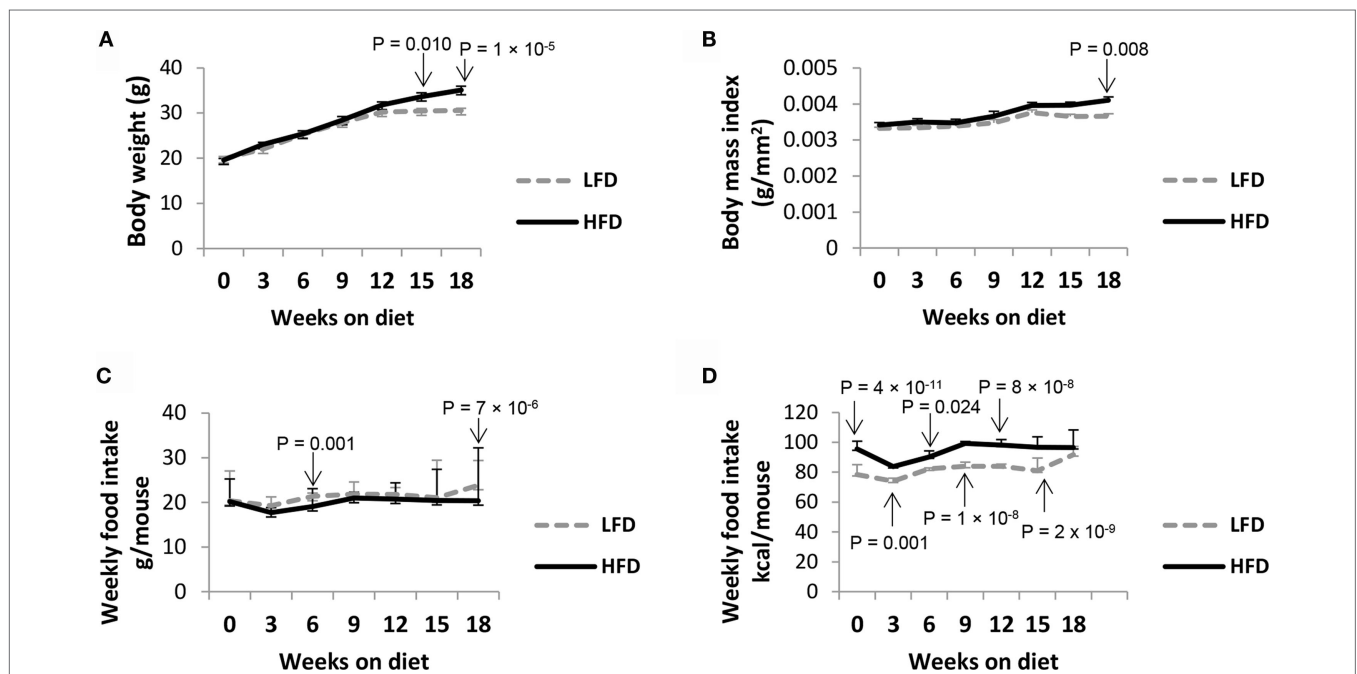 A
P = 0.010
P = 1 × 10-5
Body weight (g)
40
30
20
10
0
0 3 6 9 12 15 18
Weeks on diet
LFD
HFD
B
P = 0.008
Body mass index
(g/mm²)
0.005
0.004
0.003
0.002
0.001
0
0 3 6 9 12 15 18
Weeks on diet
LFD
HFD
C
P = 7 × 10-6
P = 0.001
Weekly food intake
g/mouse
40
30
20
10
0
0 3 6 9 12 15 18
Weeks on diet
LFD
HFD
D
P = 4 × 10-11
P = 8 × 10-8
P = 0.024
Weekly food intake
kcal/mouse
120
100
80
60
40
20
0
P = 1 × 10-8
P = 2 x 10-9
P = 0.001
0 3 6 9 12 15 18
Weeks on diet
LFD
HFD